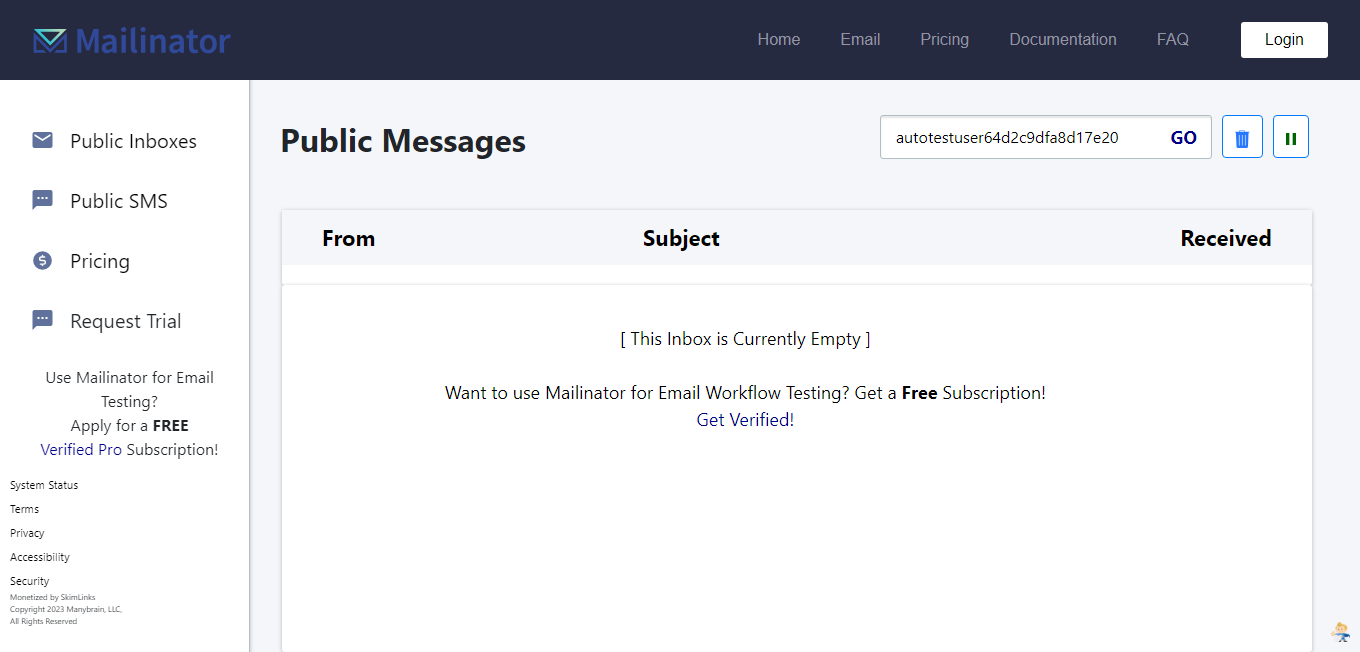 Mailinator
Home Email Pricing Documentation FAQ Login
Public Inboxes
Public SMS
Pricing
Request Trial
Use Mailinator for Email
Testing?
Apply for a FREE
Verified Pro Subscription!
System Status
Terms
Privacy
Accessibility
Security
Monetized by SkimLinks
Copyright 2023 Manybrain, LLC,
All Rights Reserved
Public Messages
autotestuser64d2c9dfa8d17e20 GO
From Subject Received
[ This Inbox is Currently Empty ]
Want to use Mailinator for Email Workflow Testing? Get a Free Subscription!
Get Verified!